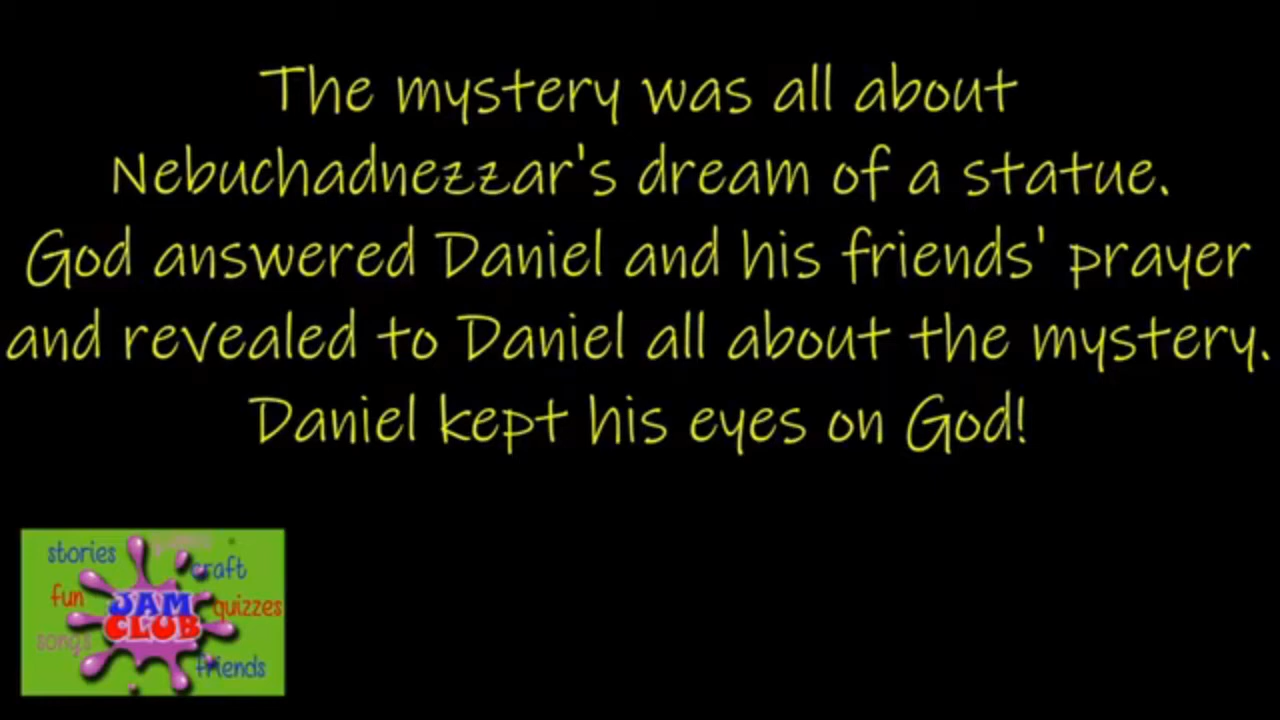 The mystery was all about
Nebuchadnezzar's dream of a statue.
God answered Daniel and his friends' prayer
and revealed to Daniel all about the mystery.
Daniel kept his eyes on God!
stories
craft
fun
JAM
quizzes
CLUB
songs
friends